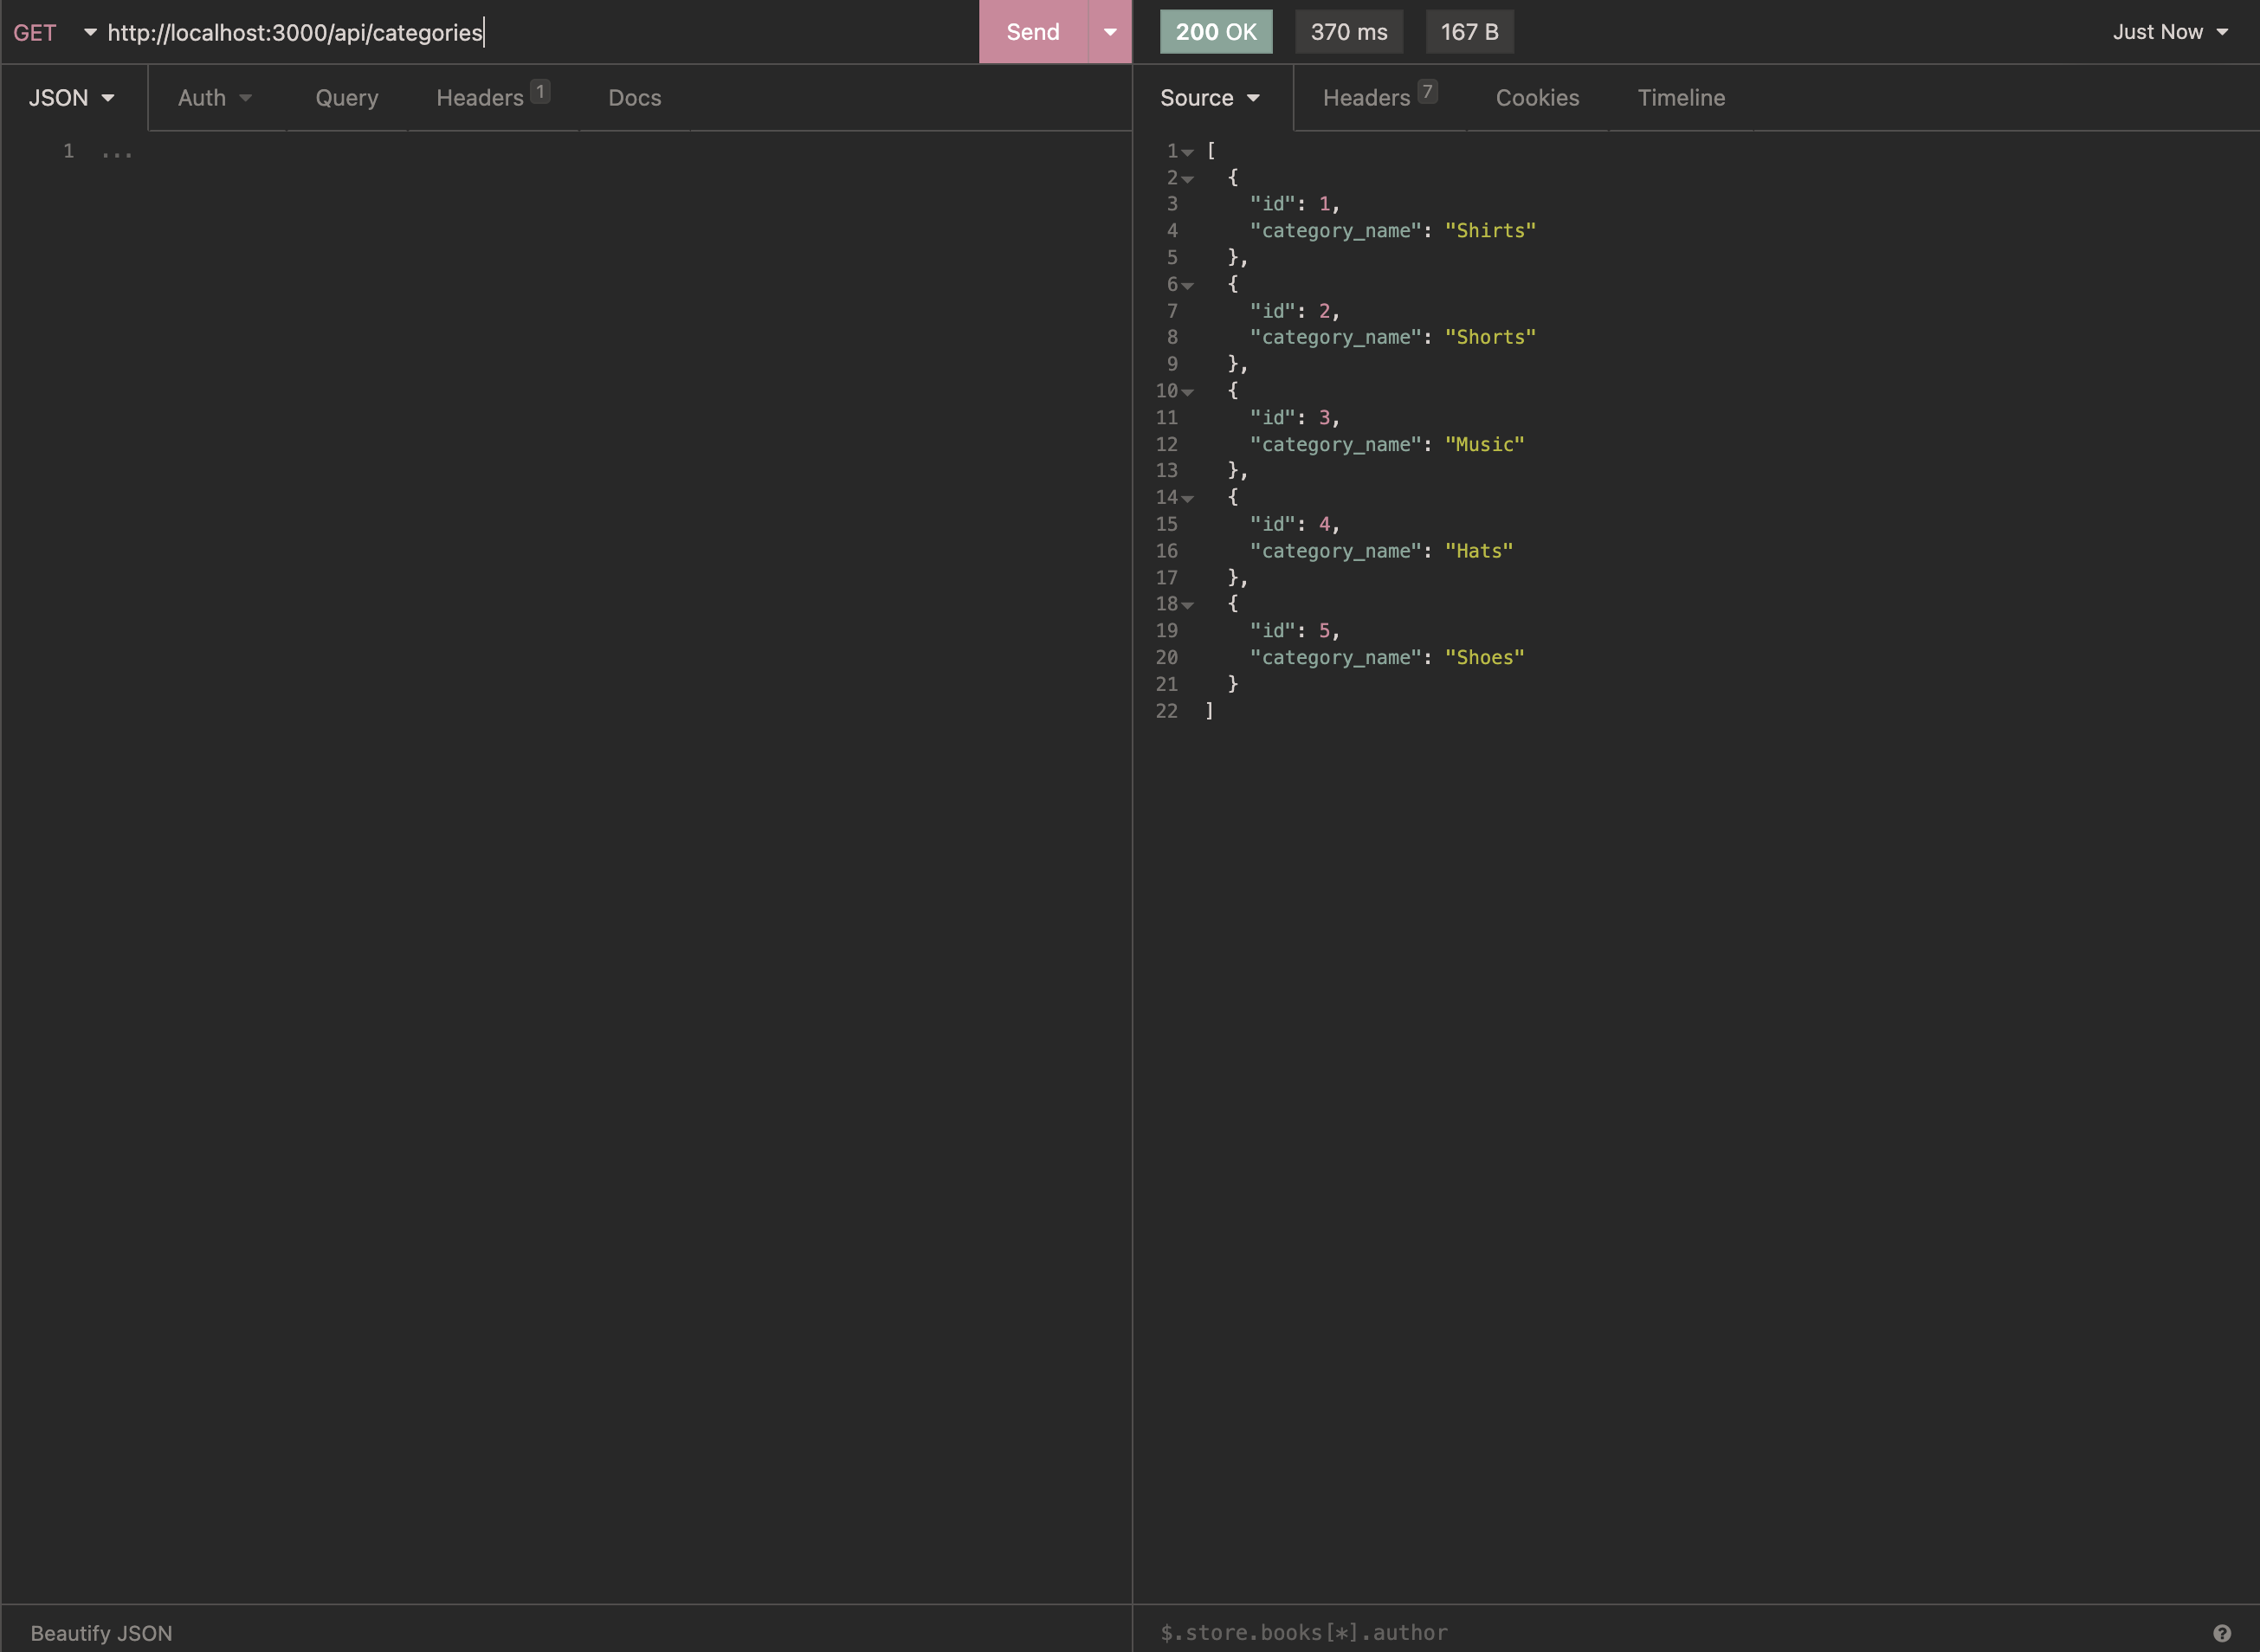 GET http://localhost:3000/api/categories Send 200 OK 370 ms 167 B Just Now
JSON Auth Query Headers 1 Docs
Source Headers 7 Cookies Timeline
1 ...
1 [
2 {
3 "id": 1,
4 "category_name": "Shirts"
5 },
6 {
7 "id": 2,
8 "category_name": "Shorts"
9 },
10 {
11 "id": 3,
12 "category_name": "Music"
13 },
14 {
15 "id": 4,
16 "category_name": "Hats"
17 },
18 {
19 "id": 5,
20 "category_name": "Shoes"
21 }
22 ]
Beautify JSON
$.store.books[*].author ?